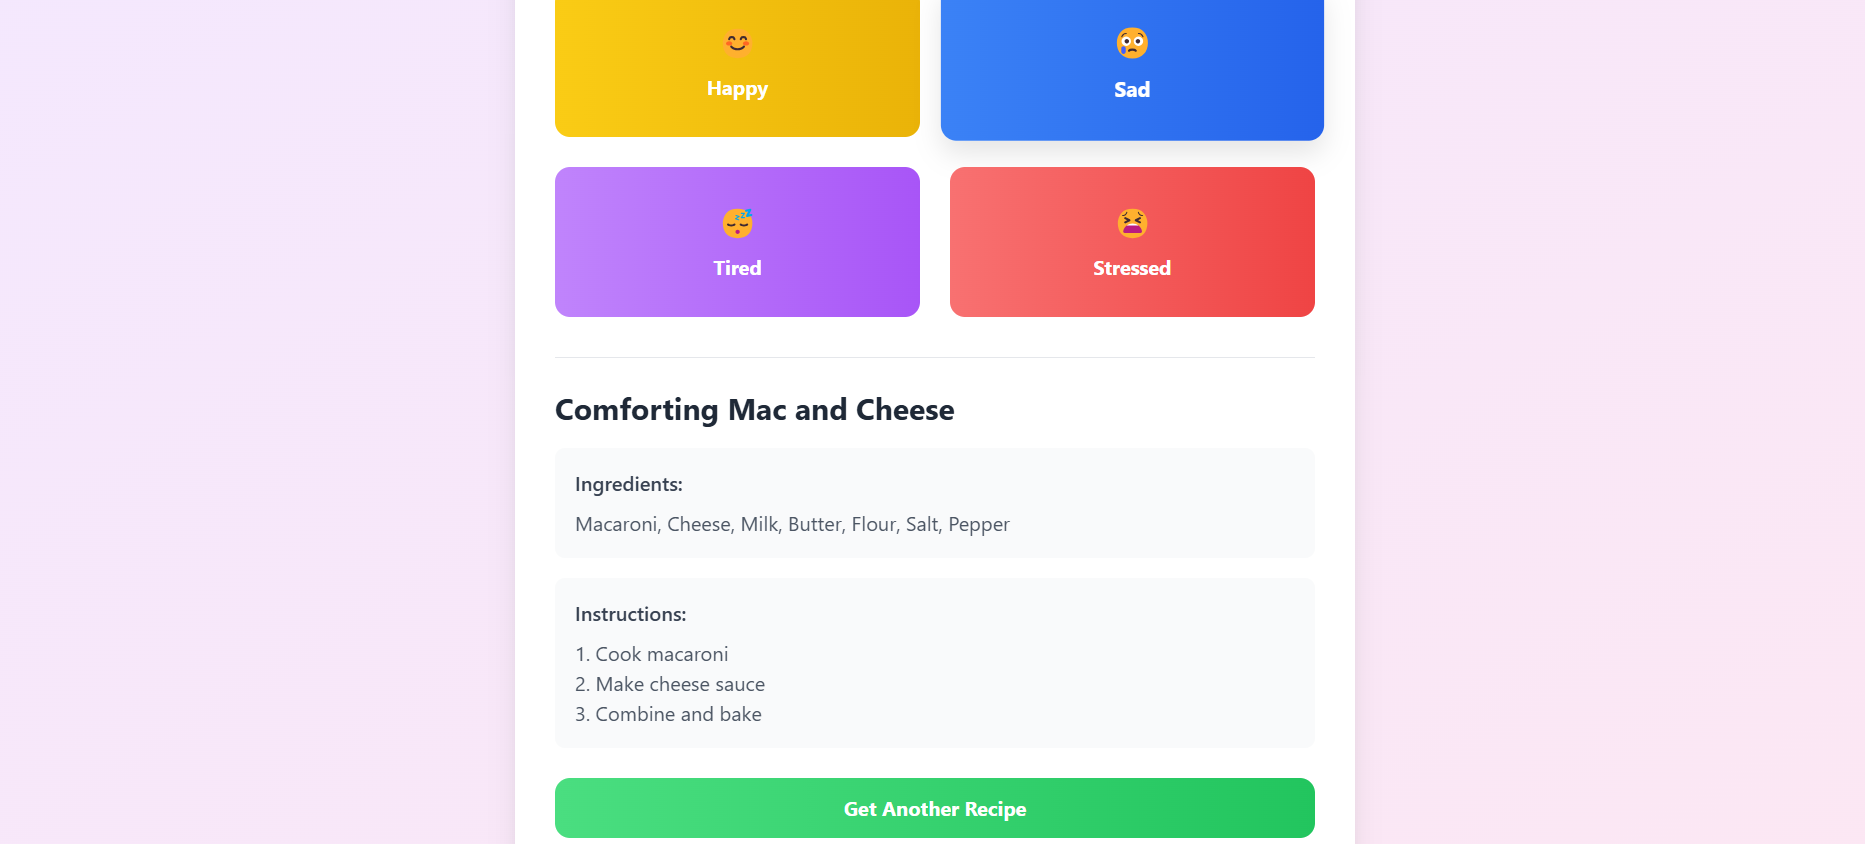 Happy
Sad
Tired
Stressed
Comforting Mac and Cheese
Ingredients:
Macaroni, Cheese, Milk, Butter, Flour, Salt, Pepper
Instructions:
1. Cook macaroni
2. Make cheese sauce
3. Combine and bake
Get Another Recipe